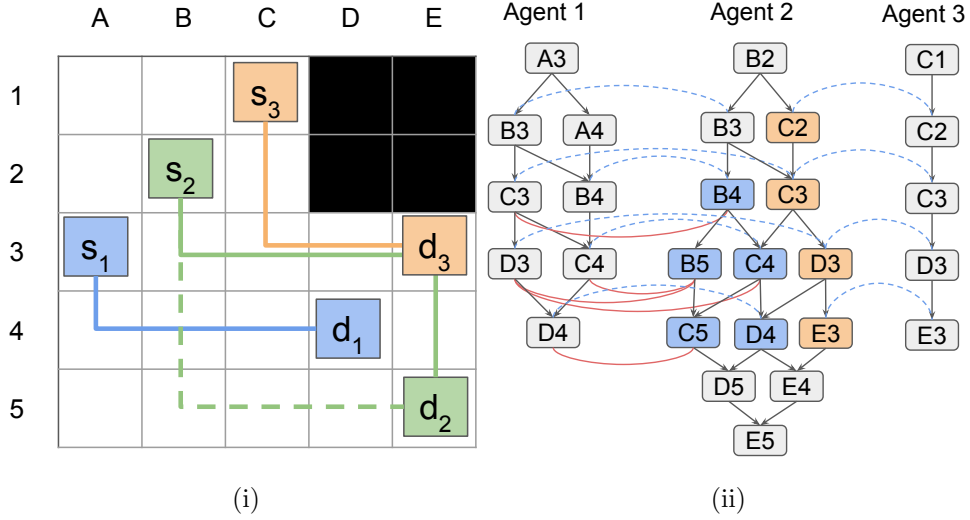 A B C D E
1
s3
2
s2
3
s1
d3
4
d1
5
d2
(i)
Agent 1 Agent 2 Agent 3
A3 B2 C1
B3 A4 B3 C2 C2
C3 B4 B4 C3 C3
D3 C4 B5 C4 D3 D3
D4 C5 D4 E3 E3
D5 E4
E5
(ii)